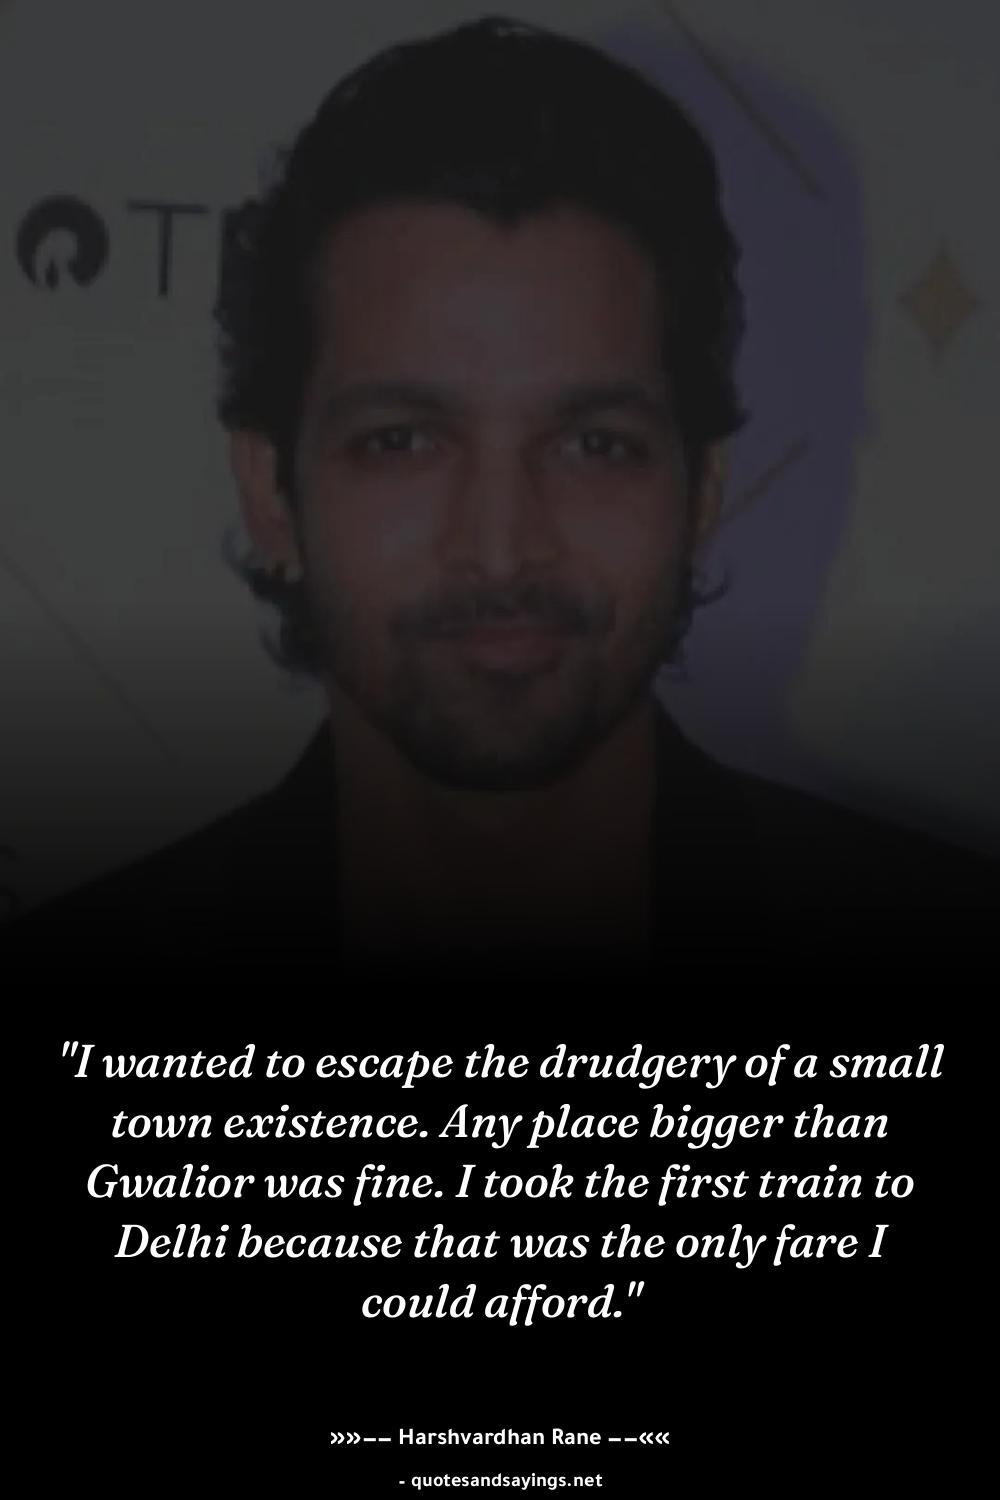 T
"I wanted to escape the drudgery of a small
town existence. Any place bigger than
Gwalior was fine. I took the first train to
Delhi because that was the only fare I
could afford."
»»–– Harshvardhan Rane ––««
- quotesandsayings.net